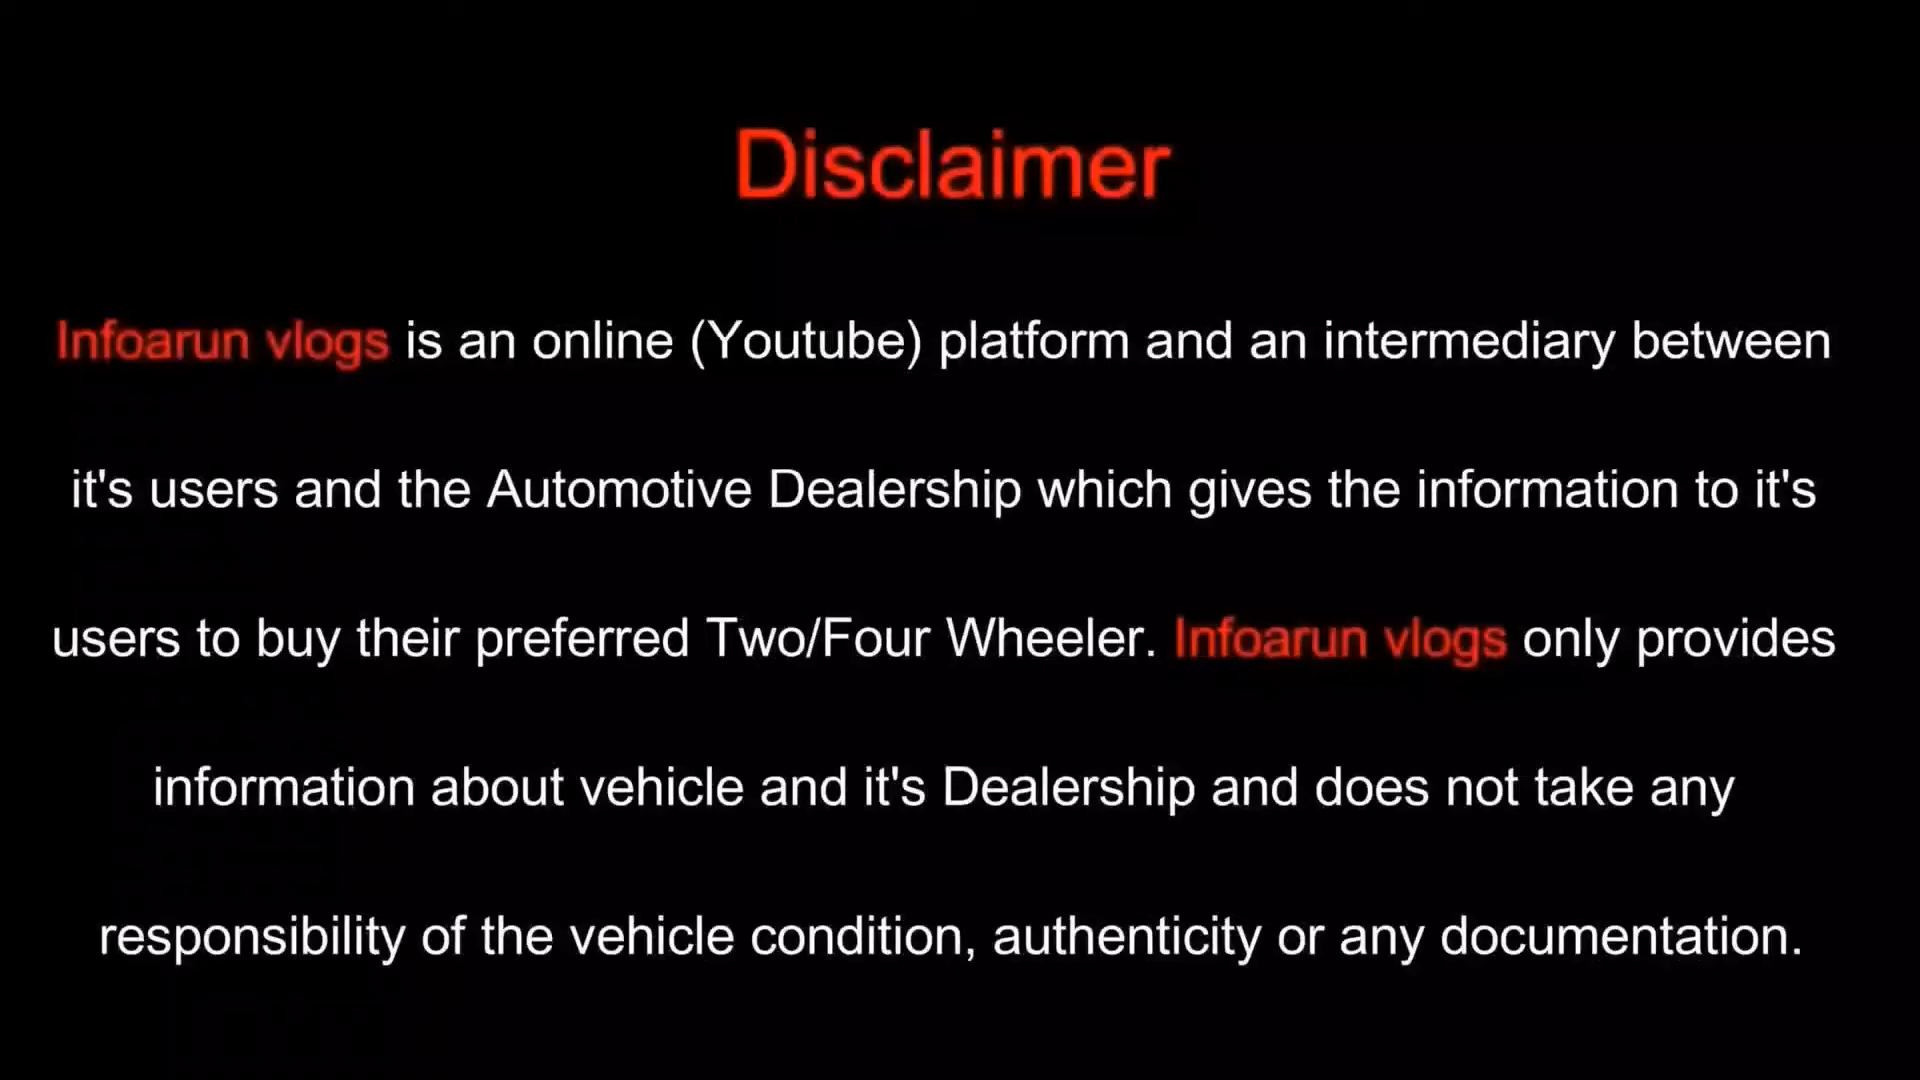 Disclaimer
Infoarun vlogs is an online (Youtube) platform and an intermediary between
it's users and the Automotive Dealership which gives the information to it's
users to buy their preferred Two/Four Wheeler. Infoarun vlogs only provides
information about vehicle and it's Dealership and does not take any
responsibility of the vehicle condition, authenticity or any documentation.